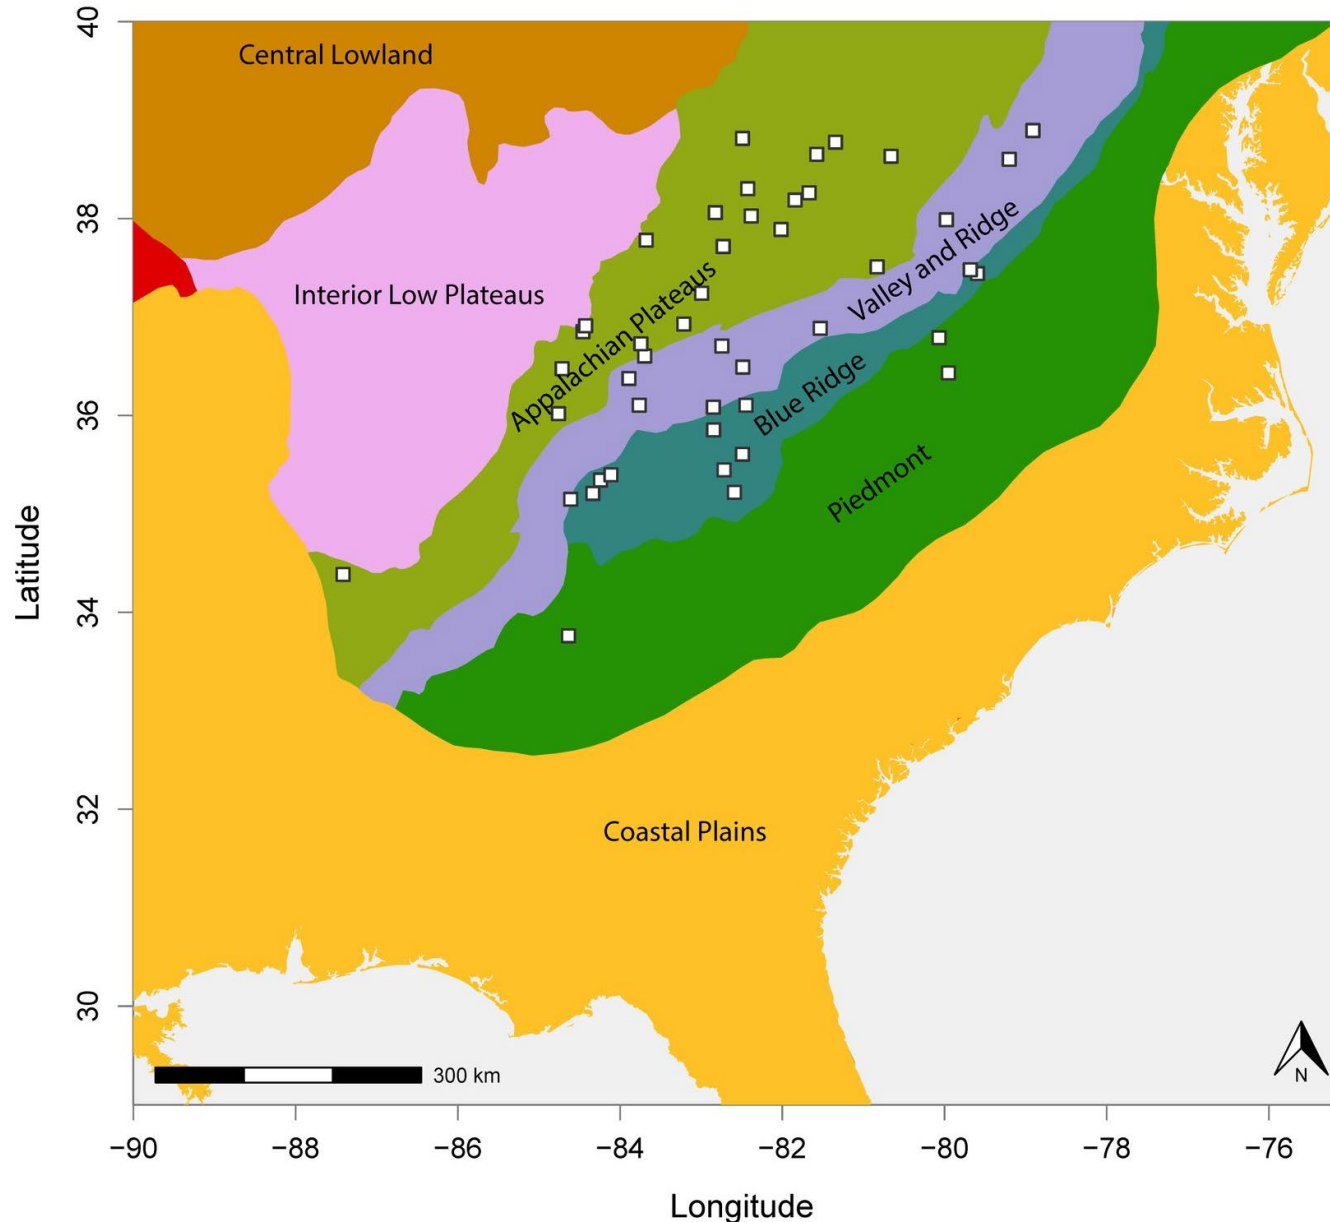 40
Central Lowland
38
Valley and Ridge
Interior Low Plateaus
Appalachian Plateaus
36
Blue Ridge
Piedmont
Latitude
34
32
Coastal Plains
30
300 km
N
−90 −88 −86 −84 −82 −80 −78 −76
Longitude